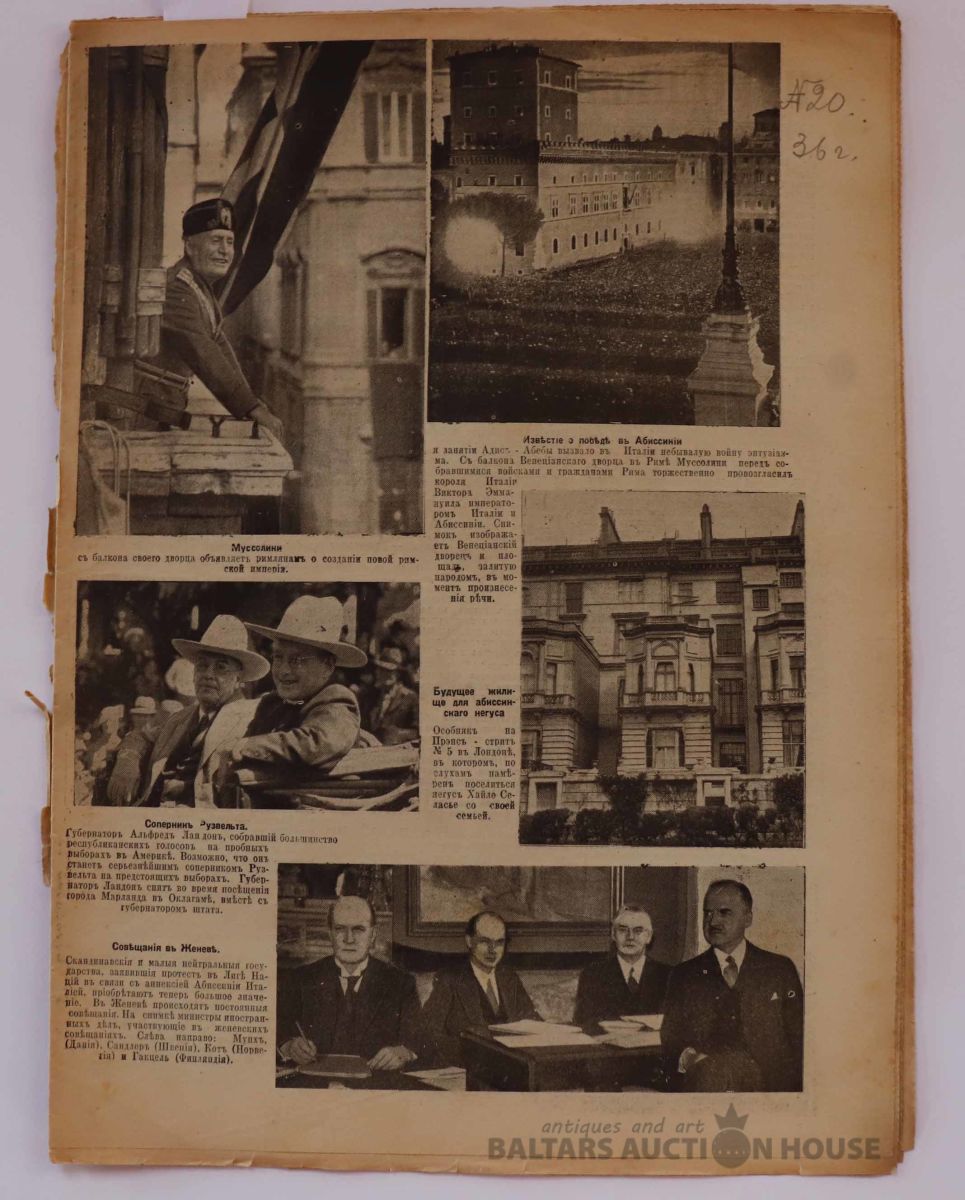 №20.
36 г.
Муссолини
съ балкона своего дворца объявляетъ римлянамъ о созданіи новой рим-
ской имперіи.
Извѣстіе о побѣдѣ въ Абиссиніи
и занятіи Адисъ - Абебы вызвало въ Италіи небывалую войну энтузіаз-
ма. Съ балкона Венеціанского дворца въ Римѣ Муссолини передъ со-
бравшимися войсками и гражданами Рима торжественно провозгласилъ
короля Италіи
Виктора Эмма-
нуила императо-
ромъ Италіи и
Абиссиніи. Сни-
мокъ изобража-
етъ Венеціанскій
дворецъ и пло-
щадь, залитую
народомъ, въ мо-
ментъ произнесе-
нія рѣчи.
Будущее жили-
ще для абиссин-
скаго негуса
Особнякъ на
Прэнсъ - стритъ
№ 5 въ Лондонѣ,
въ которомъ, по
слухамъ намѣ-
ренъ поселиться
негусъ Хайло Се-
ласье со своей
семьей.
Соперникъ Рузвельта.
Губернаторъ Альфредъ Ландонъ, собравшій большинство
республиканскихъ голосовъ на пробныхъ
выборахъ въ Америкѣ. Возможно, что онъ
станетъ серьезнѣйшимъ соперникомъ Руз-
вельта на предстоящихъ выборахъ. Губер-
наторъ Ландонъ снятъ во время посѣщенія
города Марланда въ Оклагамѣ, вмѣстѣ съ
губернаторомъ штата.
Совѣщанія въ Женевѣ.
Скандинавскія и малыя нейтральныя госу-
дарства, заявившія протестъ въ Лигѣ На-
цій въ связи съ аннексіей Абиссиніи Ита-
ліей, пріобрѣтаютъ теперь большое значе-
ніе. Въ Женевѣ происходятъ постоянныя
совѣщанія. На снимкѣ министры иностран-
ныхъ дѣлъ, участвующіе въ женевскихъ
совѣщаніяхъ. Слѣва направо: Мунхъ,
(Данія), Сандлеръ (Швеція), Котъ (Норве-
гія) и Гакцель (Финляндія).
antiques and art
BALTARS AUCTION HOUSE